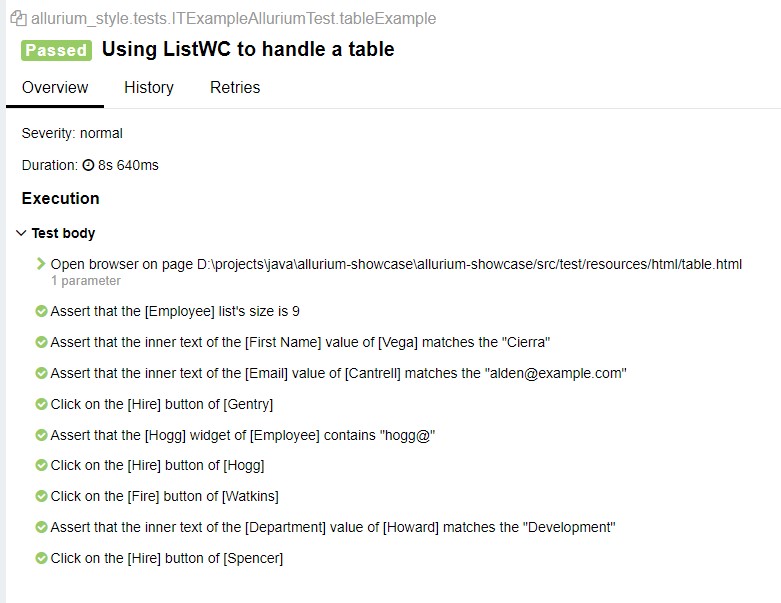 allurium_style.tests.ITExampleAlluriumTest.tableExample
Passed Using ListWC to handle a table
Overview History Retries
Severity: normal
Duration: 8s 640ms
Execution
Test body
Open browser on page D:\projects\java\allurium-showcase\allurium-showcase/src/test/resources/html/table.html
1 parameter
Assert that the [Employee] list's size is 9
Assert that the inner text of the [First Name] value of [Vega] matches the "Cierra"
Assert that the inner text of the [Email] value of [Cantrell] matches the "alden@example.com"
Click on the [Hire] button of [Gentry]
Assert that the [Hogg] widget of [Employee] contains "hogg@"
Click on the [Hire] button of [Hogg]
Click on the [Fire] button of [Watkins]
Assert that the inner text of the [Department] value of [Howard] matches the "Development"
Click on the [Hire] button of [Spencer]